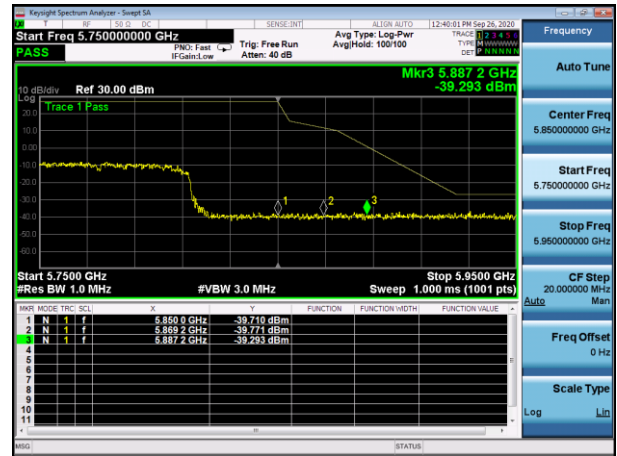 Keysight Spectrum Analyzer - Swept SA
T RF 50 Ω DC SENSE:INT ALIGN AUTO 12:40:01 PM Sep 26, 2020
Start Freq 5.750000000 GHz
PASS
PNO: Fast
IFGain:Low
Trig: Free Run
Atten: 40 dB
Avg Type: Log-Pwr
Avg|Hold: 100/100
TRACE 1 2 3 4 5 6
TYPE M WWWWW
DET P N N N N N
Mkr3 5.887 2 GHz
-39.293 dBm
10 dB/div Ref 30.00 dBm
Log
Trace 1 Pass
20.0
10.0
0.00
-10.0
-20.0
-30.0
-40.0
-50.0
-60.0
1 2 3
Start 5.7500 GHz Stop 5.9500 GHz
#Res BW 1.0 MHz #VBW 3.0 MHz Sweep 1.000 ms (1001 pts)
MKR MODE TRC SCL X Y FUNCTION FUNCTION WIDTH FUNCTION VALUE
1 N 1 f 5.850 0 GHz -39.710 dBm
2 N 1 f 5.869 2 GHz -39.771 dBm
3 N 1 f 5.887 2 GHz -39.293 dBm
4
5
6
7
8
9
10
11
MSG STATUS
Frequency
Auto Tune
Center Freq
5.850000000 GHz
Start Freq
5.750000000 GHz
Stop Freq
5.950000000 GHz
CF Step
20.000000 MHz
Auto Man
Freq Offset
0 Hz
Scale Type
Log Lin